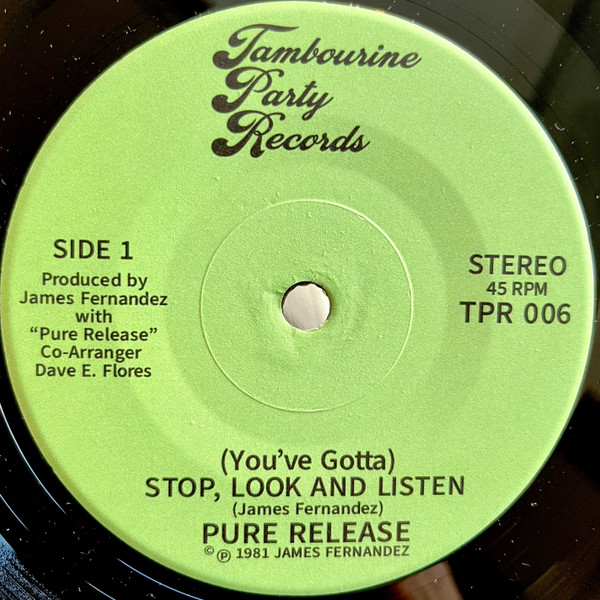 Tambourine
Party
Records
SIDE 1
Produced by
James Fernandez
with
“Pure Release”
Co-Arranger
Dave E. Flores
STEREO
45 RPM
TPR 006
(You’ve Gotta)
STOP, LOOK AND LISTEN
(James Fernandez)
PURE RELEASE
© ℗ 1981 JAMES FERNANDEZ